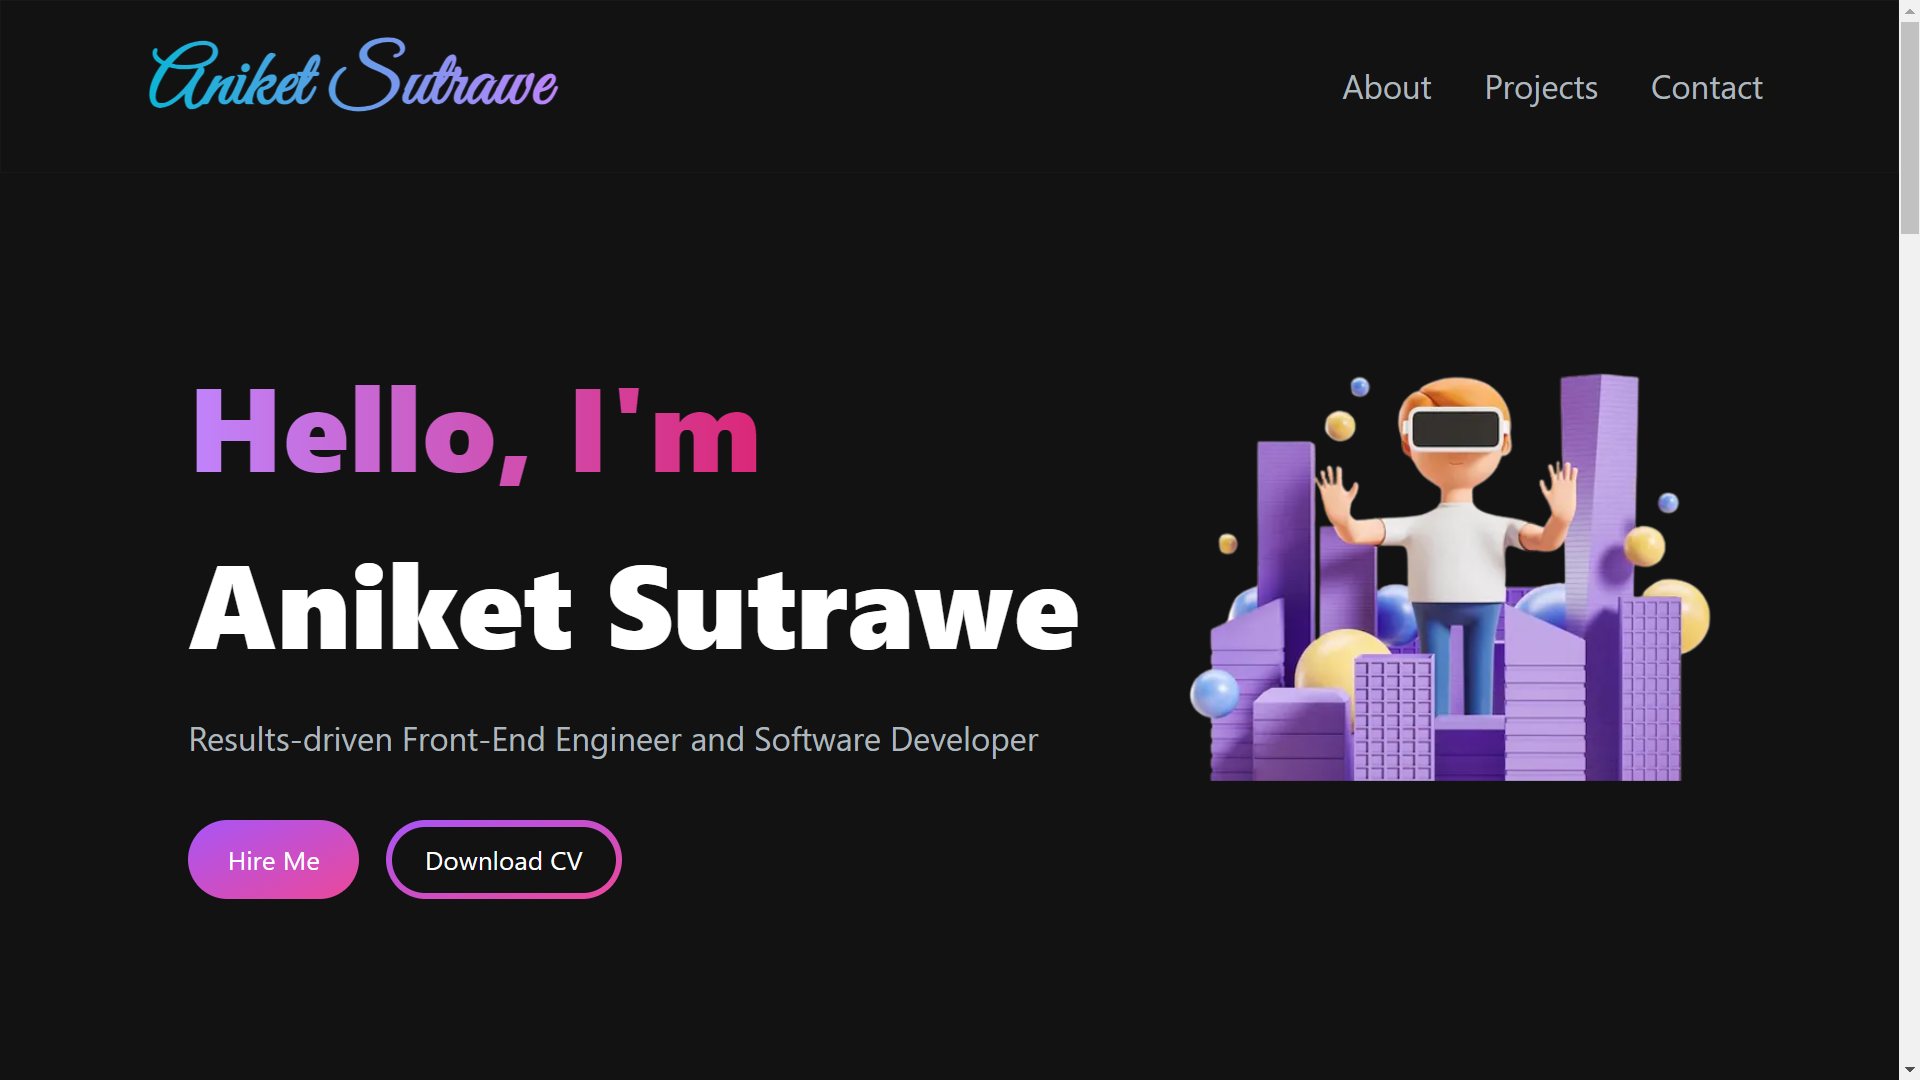 Aniket Sutrawe
About Projects Contact
Hello, I'm
Aniket Sutrawe
Results-driven Front-End Engineer and Software Developer
Hire Me Download CV